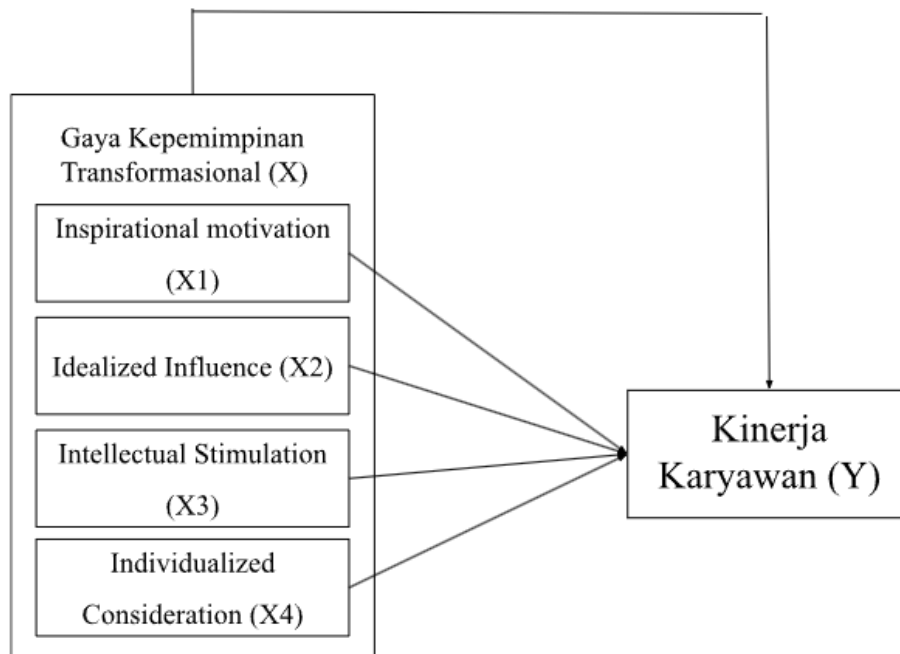 Gaya Kepemimpinan
Transformasional (X)
Inspirational motivation
(X1)
Idealized Influence (X2)
Intellectual Stimulation
(X3)
Individualized
Consideration (X4)
Kinerja
Karyawan (Y)